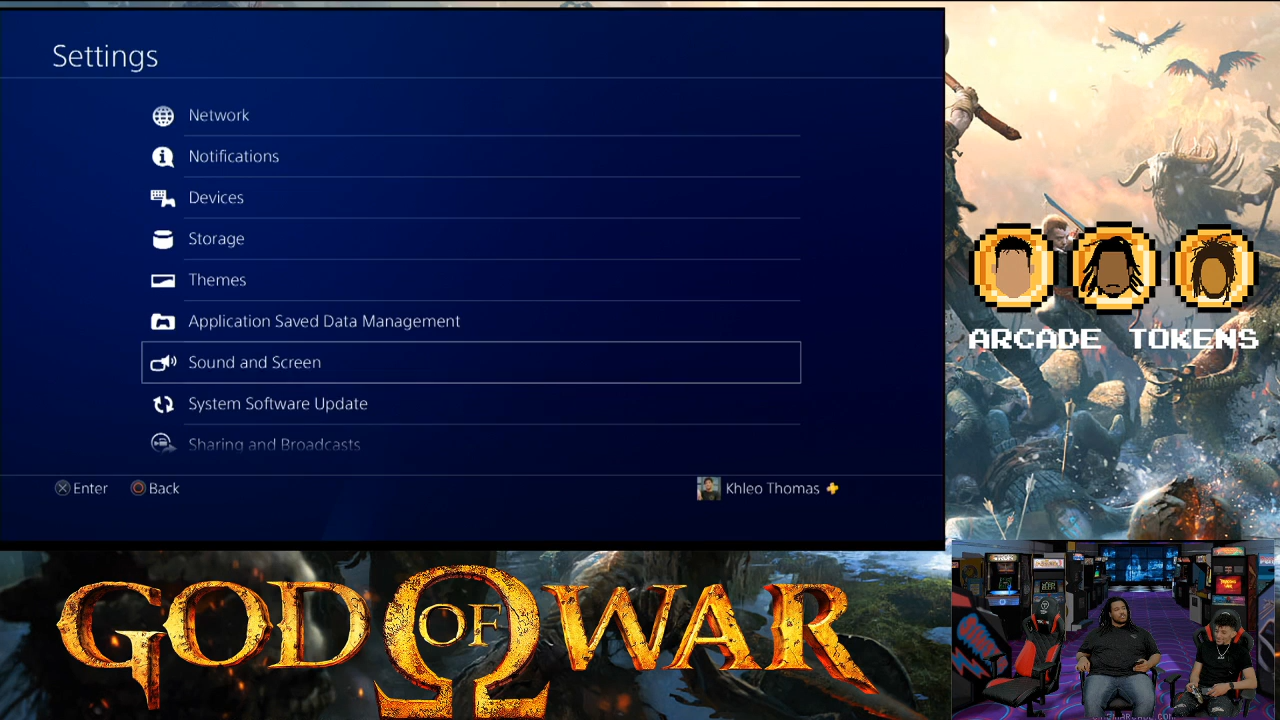 Settings
Network
Notifications
Devices
Storage
Themes
Application Saved Data Management
Sound and Screen
System Software Update
Sharing and Broadcasts
Enter
Back
Khleo Thomas
ARCADE TOKENS
GOD OF WAR